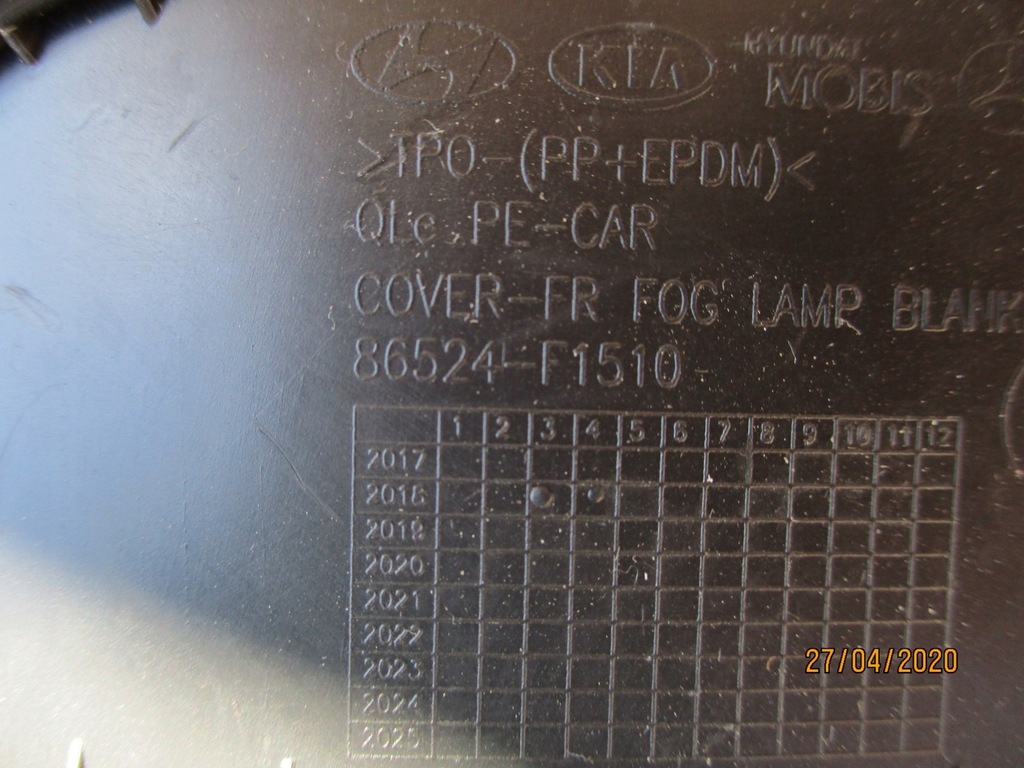 KIA HYUNDAI
MOBIS
>TPO-(PP+EPDM)<
QLe PE-CAR
COVER-FR FOG LAMP BLANK
86524-F1510
1 2 3 4 5 6 7 8 9 10 11 12
2017
2018
2019
2020
2021
2022
2023
2024
2025
27/04/2020